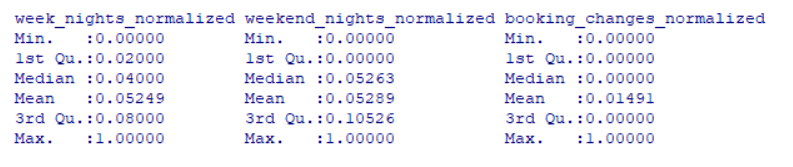 week_nights_normalized weekend_nights_normalized booking_changes_normalized
Min.   :0.00000        Min.   :0.00000           Min.   :0.00000
1st Qu.:0.02000        1st Qu.:0.00000           1st Qu.:0.00000
Median :0.04000        Median :0.05263           Median :0.00000
Mean   :0.05249        Mean   :0.05289           Mean   :0.01491
3rd Qu.:0.08000        3rd Qu.:0.10526           3rd Qu.:0.00000
Max.   :1.00000        Max.   :1.00000           Max.   :1.00000